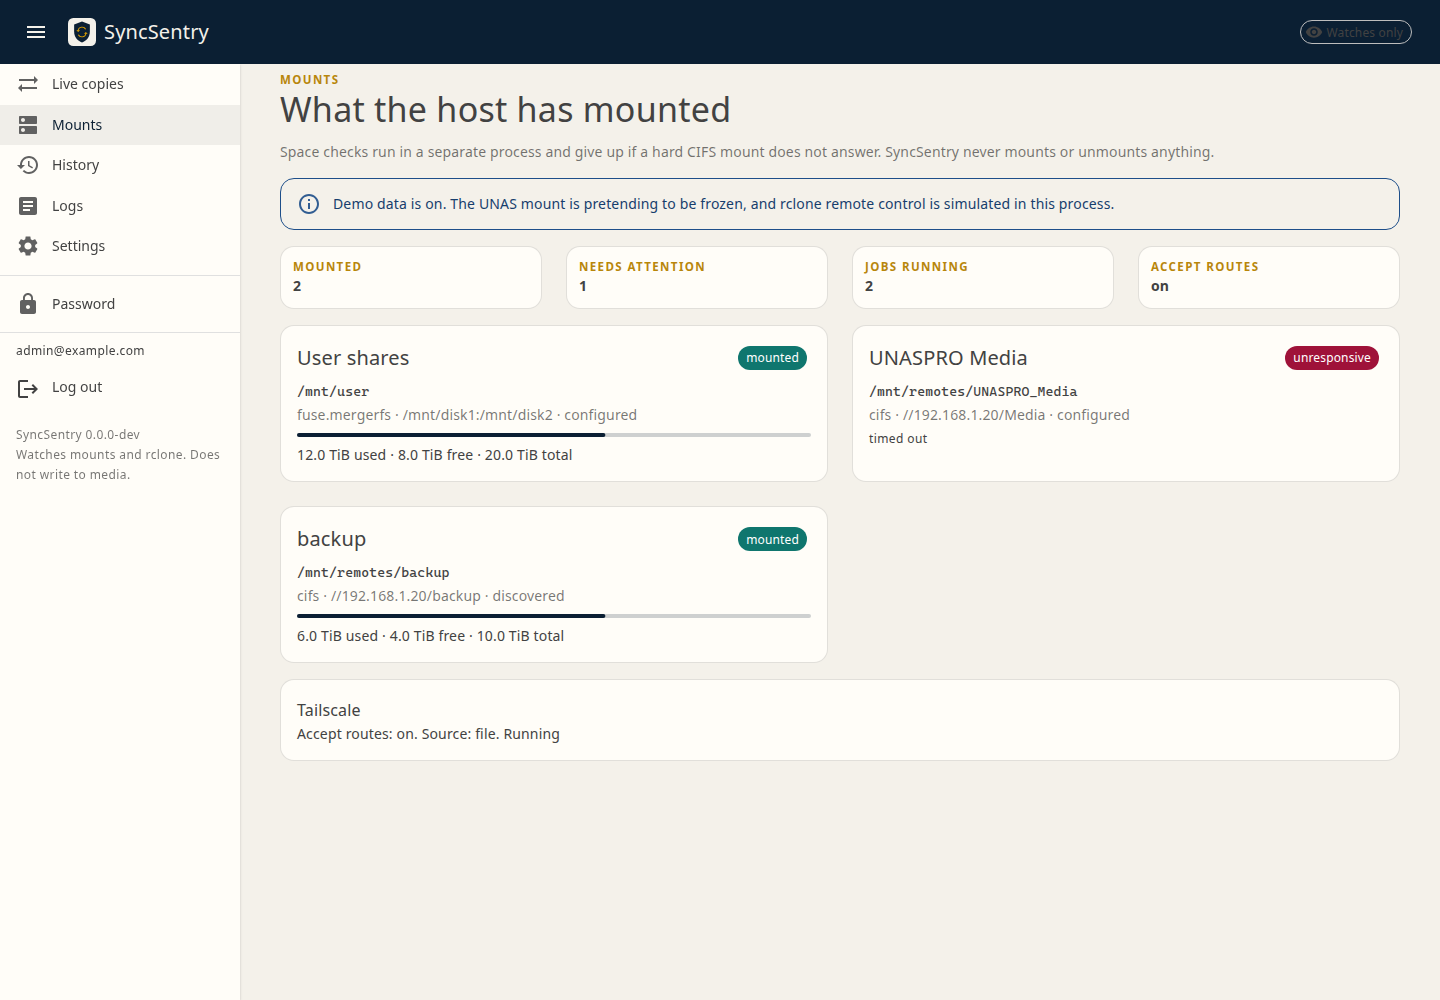 SyncSentry
Watches only
Live copies
Mounts
History
Logs
Settings
Password
admin@example.com
Log out
SyncSentry 0.0.0-dev
Watches mounts and rclone. Does
not write to media.
MOUNTS
What the host has mounted
Space checks run in a separate process and give up if a hard CIFS mount does not answer. SyncSentry never mounts or unmounts anything.
Demo data is on. The UNAS mount is pretending to be frozen, and rclone remote control is simulated in this process.
MOUNTED
2
NEEDS ATTENTION
1
JOBS RUNNING
2
ACCEPT ROUTES
on
User shares
mounted
/mnt/user
fuse.mergerfs · /mnt/disk1:/mnt/disk2 · configured
12.0 TiB used · 8.0 TiB free · 20.0 TiB total
UNASPRO Media
unresponsive
/mnt/remotes/UNASPRO_Media
cifs · //192.168.1.20/Media · configured
timed out
backup
mounted
/mnt/remotes/backup
cifs · //192.168.1.20/backup · discovered
6.0 TiB used · 4.0 TiB free · 10.0 TiB total
Tailscale
Accept routes: on. Source: file. Running